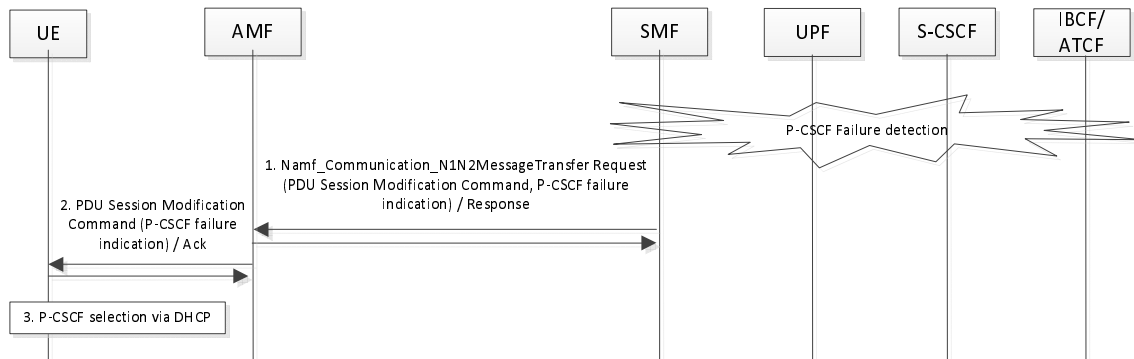 UE
AMF
SMF
UPF
S-CSCF
IBCF/
ATCF
P-CSCF Failure detection
1. Namf_Communication_N1N2MessageTransfer Request
(PDU Session Modification Command, P-CSCF failure
indication) / Response
2. PDU Session Modification
Command (P-CSCF failure
indication) / Ack
3. P-CSCF selection via DHCP